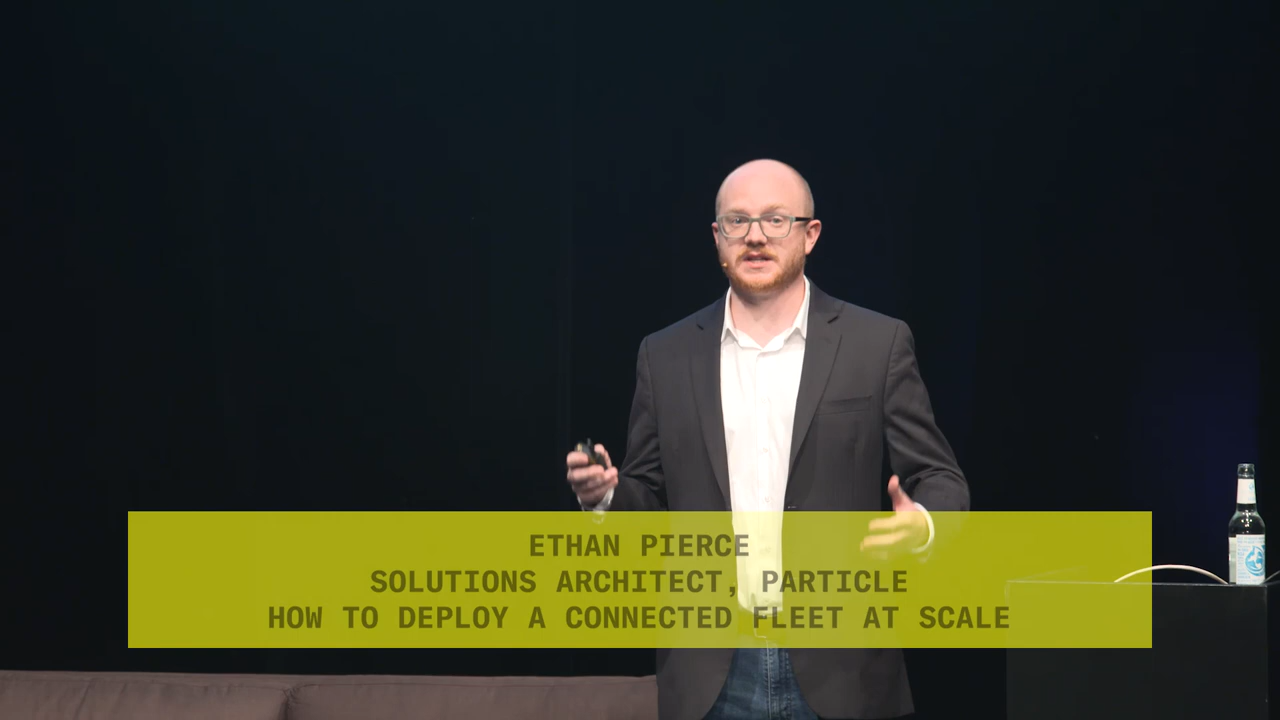 ETHAN PIERCE
SOLUTIONS ARCHITECT, PARTICLE
HOW TO DEPLOY A CONNECTED FLEET AT SCALE